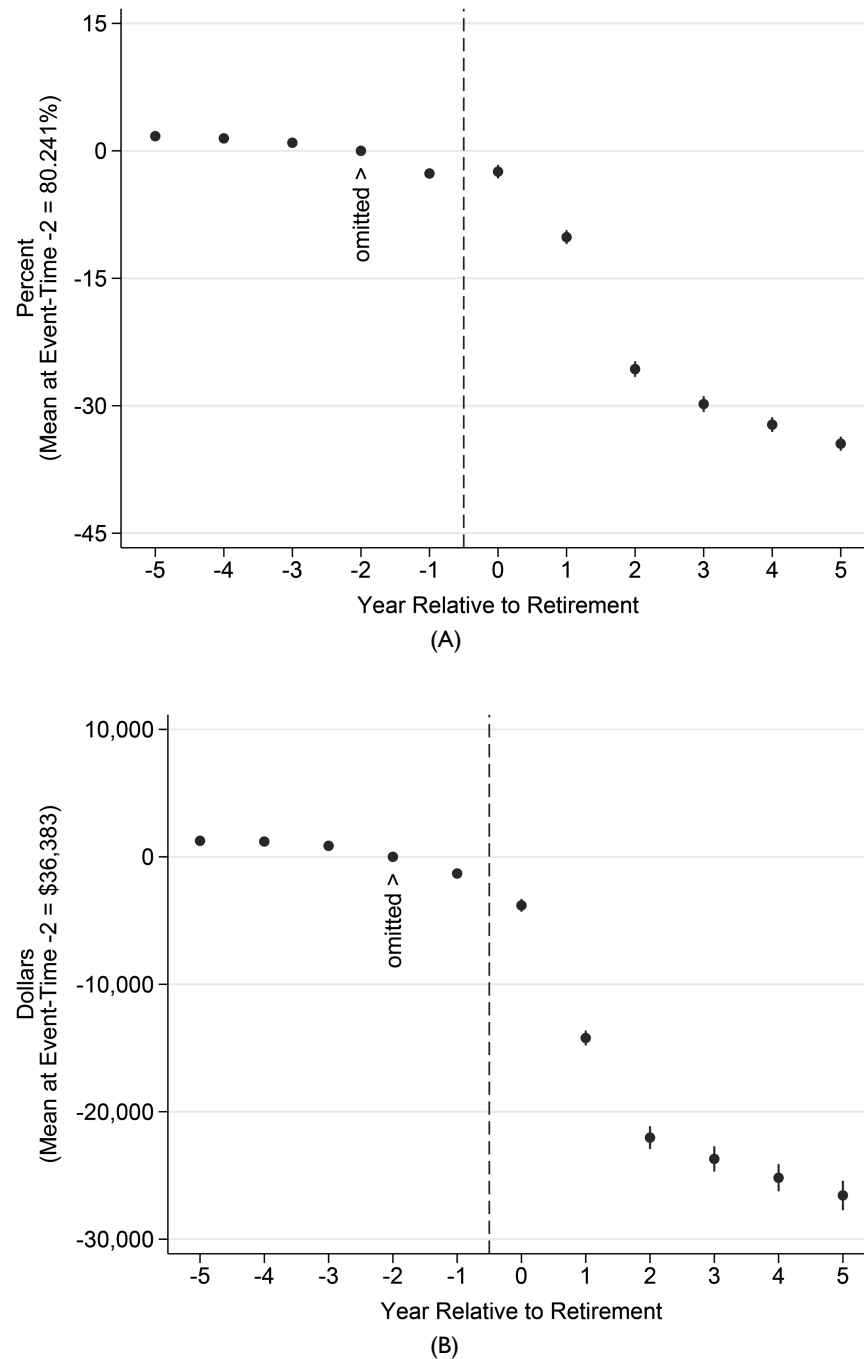 15
0
-15
-30
-45
Percent
(Mean at Event-Time -2 = 80.241%)
omitted >
-5 -4 -3 -2 -1 0 1 2 3 4 5
Year Relative to Retirement
(A)
10,000
0
-10,000
-20,000
-30,000
Dollars
(Mean at Event-Time -2 = $36,383)
omitted >
-5 -4 -3 -2 -1 0 1 2 3 4 5
Year Relative to Retirement
(B)